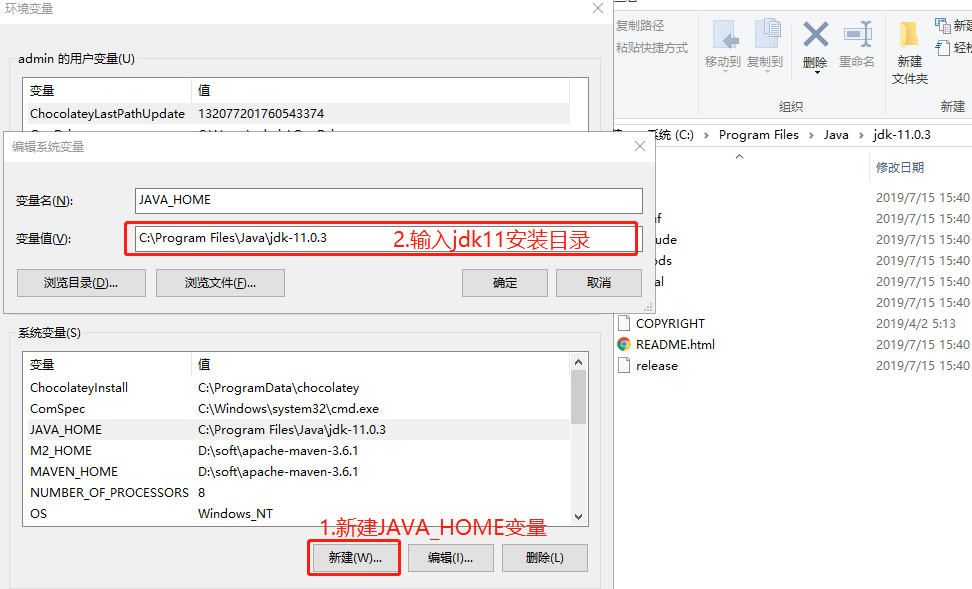 环境变量
admin 的用户变量(U)
变量 值
ChocolateyLastPathUpdate 132077201760543374
编辑系统变量
变量名(N): JAVA_HOME
变量值(V): C:\Program Files\Java\jdk-11.0.3 2.输入jdk11安装目录
浏览目录(D)... 浏览文件(F)... 确定 取消
系统变量(S)
变量 值
ChocolateyInstall C:\ProgramData\chocolatey
ComSpec C:\Windows\system32\cmd.exe
JAVA_HOME C:\Program Files\Java\jdk-11.0.3
M2_HOME D:\soft\apache-maven-3.6.1
MAVEN_HOME D:\soft\apache-maven-3.6.1
NUMBER_OF_PROCESSORS 8
OS Windows_NT
1.新建JAVA_HOME变量
新建(W)... 编辑(I)... 删除(L)
复制路径
粘贴快捷方式
移动到 复制到 删除 重命名
新建
文件夹
新建
轻松
组织 新建
系统 (C:) › Program Files › Java › jdk-11.0.3
修改日期
2019/7/15 15:40
2019/7/15 15:40
2019/7/15 15:40
2019/7/15 15:40
2019/7/15 15:40
2019/7/15 15:40
COPYRIGHT 2019/4/2 5:13
README.html 2019/7/15 15:40
release 2019/7/15 15:40